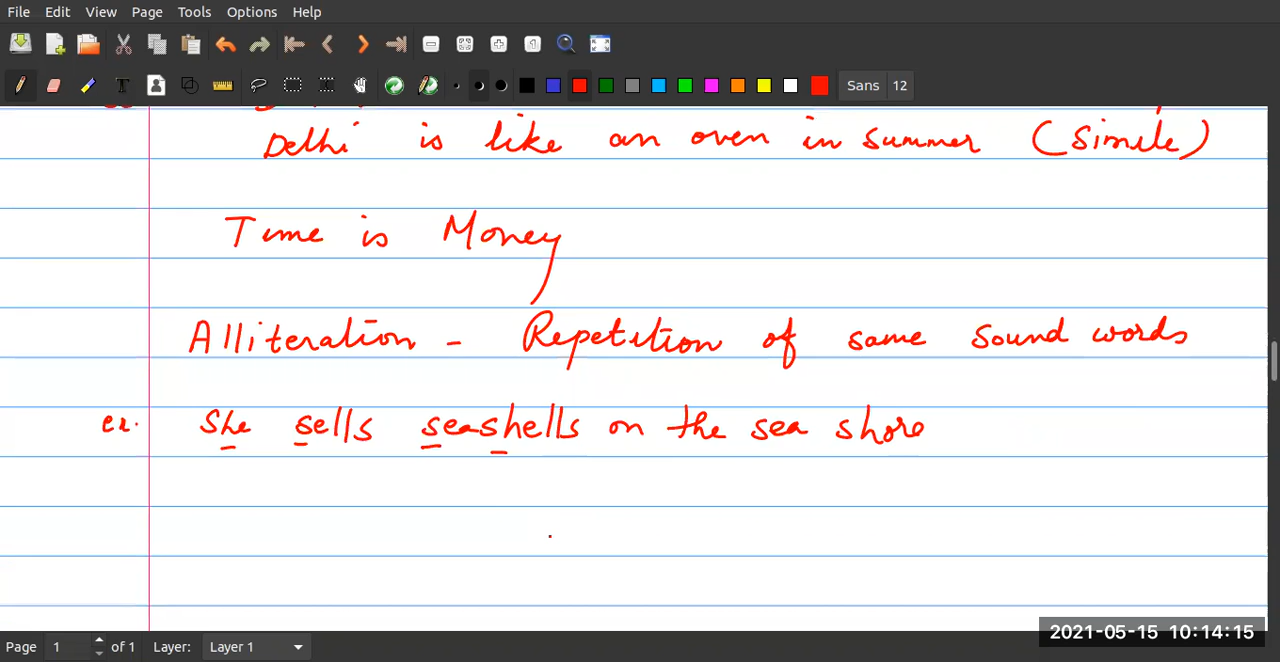 File Edit View Page Tools Options Help
T Sans 12
Delhi is like an oven in summer (Simile)
Time is Money
Alliteration - Repetition of same sound words
ex. She sells seashells on the sea shore
2021-05-15 10:14:15
Page 1 of 1 Layer: Layer 1